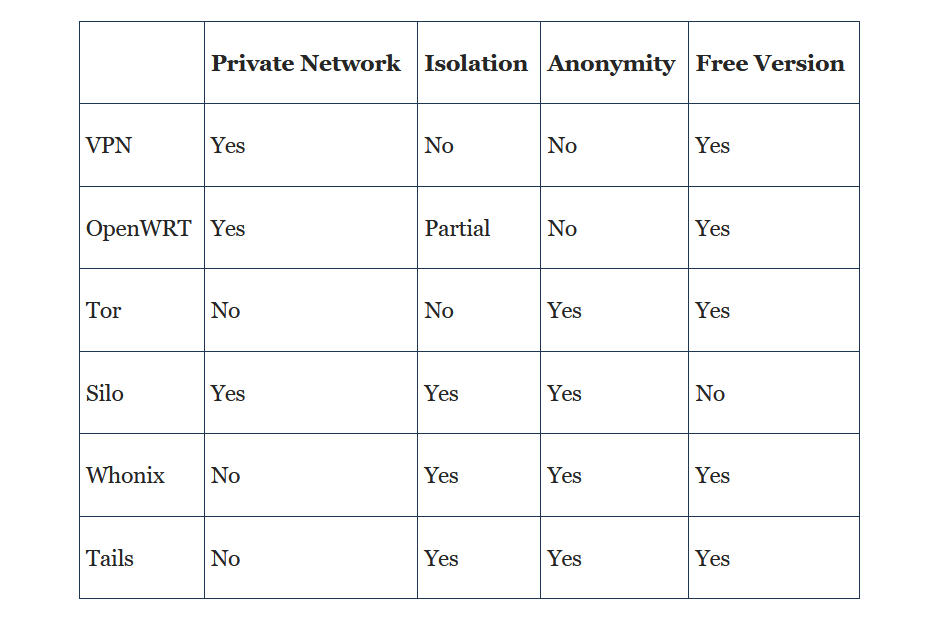 Private Network Isolation Anonymity Free Version
VPN Yes No No Yes
OpenWRT Yes Partial No Yes
Tor No No Yes Yes
Silo Yes Yes Yes No
Whonix No Yes Yes Yes
Tails No Yes Yes Yes